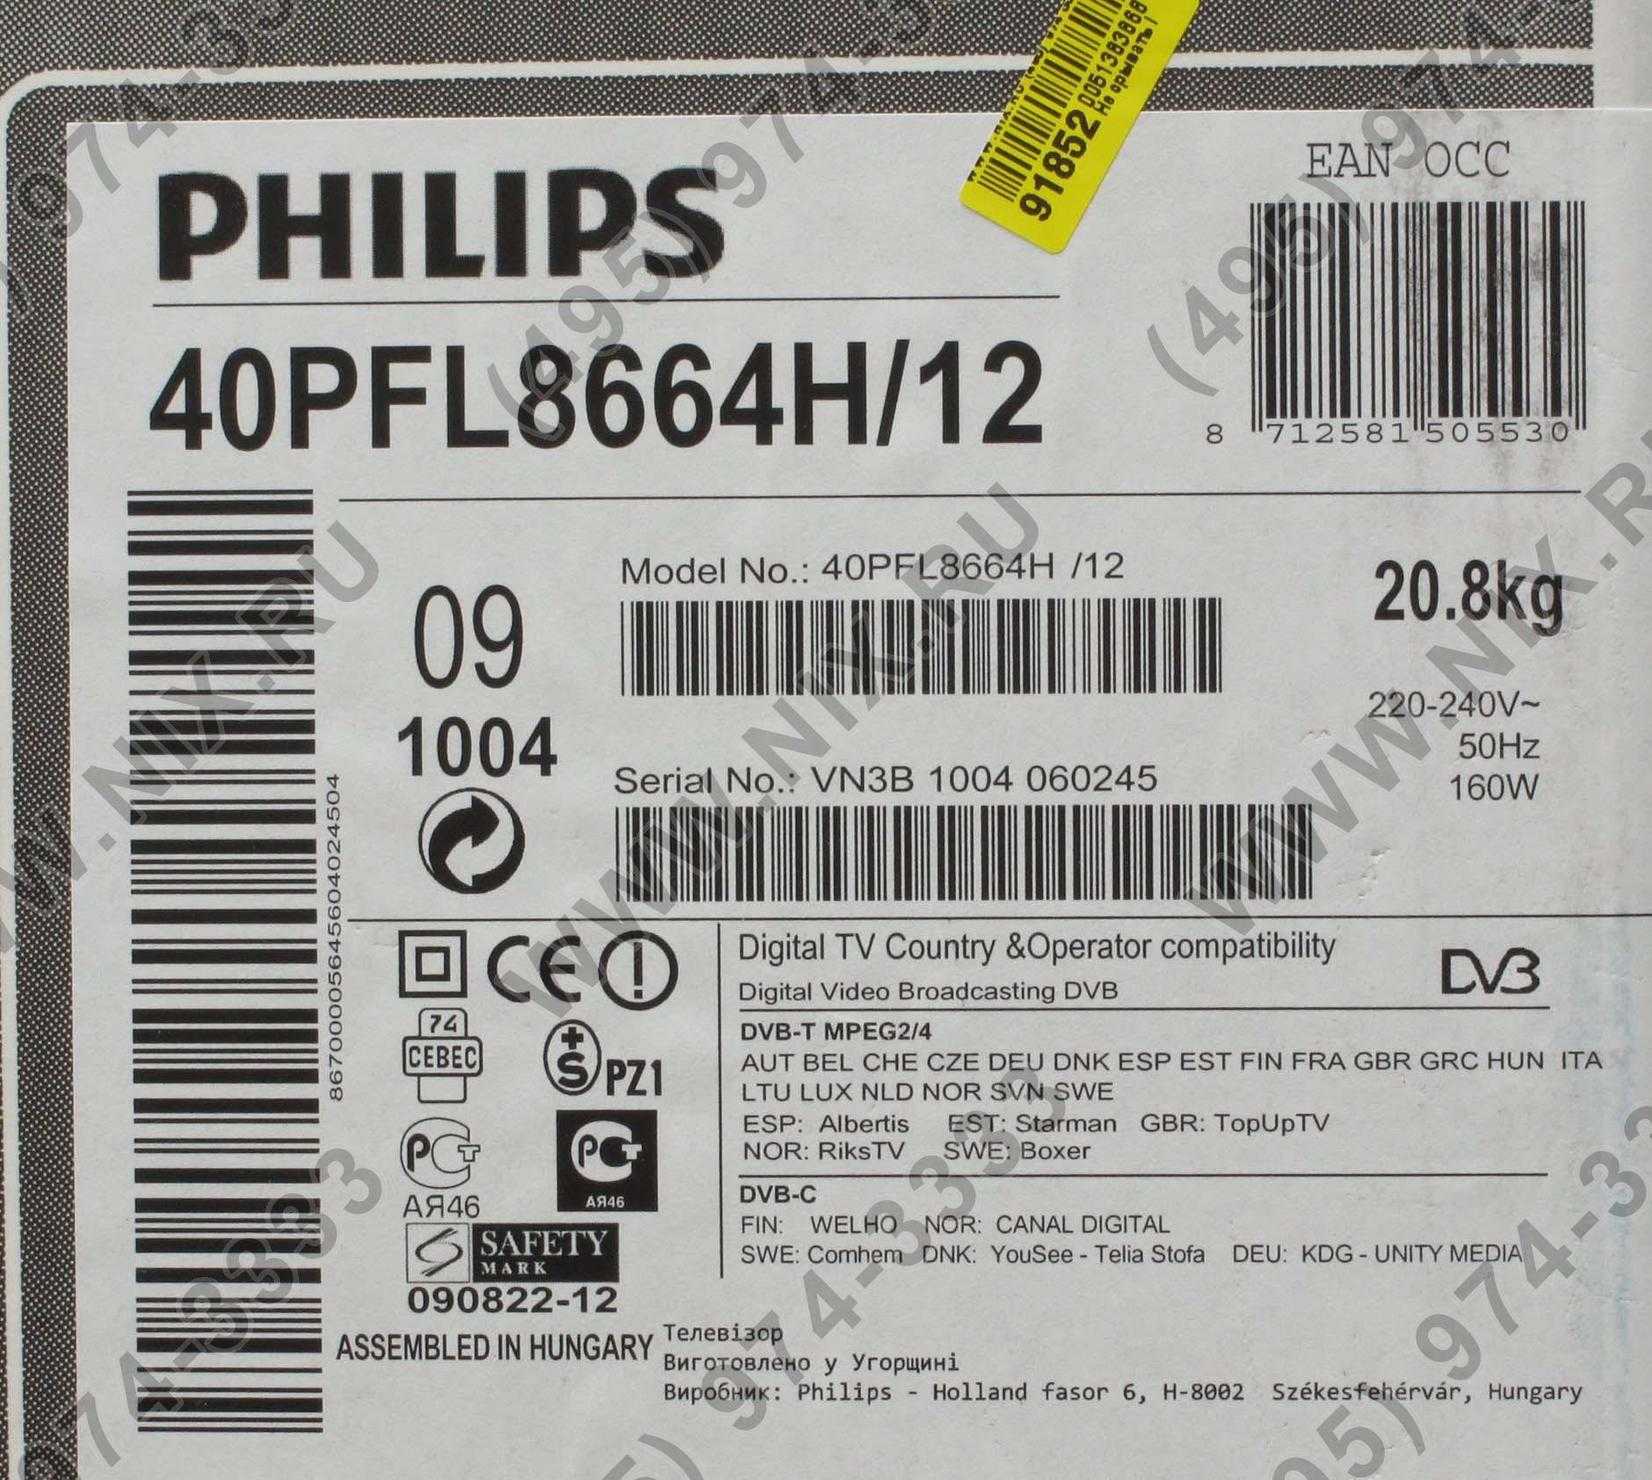 91852
0051383868
Не срывать!
EAN OCC
PHILIPS
40PFL8664H/12
8 712581 505530
Model No.: 40PFL8664H /12
20.8kg
09
1004
220-240V~
50Hz
160W
Serial No.: VN3B 1004 060245
867000056456040024504
CE
Digital TV Country &Operator compatibility
Digital Video Broadcasting DVB
DVB
74
CEBEC
+S PZ1
DVB-T MPEG2/4
AUT BEL CHE CZE DEU DNK ESP EST FIN FRA GBR GRC HUN ITA
LTU LUX NLD NOR SVN SWE
ESP: Albertis EST: Starman GBR: TopUpTV
NOR: RiksTV SWE: Boxer
АЯ46
АЯ46
DVB-C
FIN: WELHO NOR: CANAL DIGITAL
SWE: Comhem DNK: YouSee - Telia Stofa DEU: KDG - UNITY MEDIA
SAFETY
MARK
090822-12
ASSEMBLED IN HUNGARY
Телевізор
Виготовлено у Угорщині
Виробник: Philips - Holland fasor 6, H-8002 Székesfehérvár, Hungary
WWW.NIX.RU
(495) 974-3333